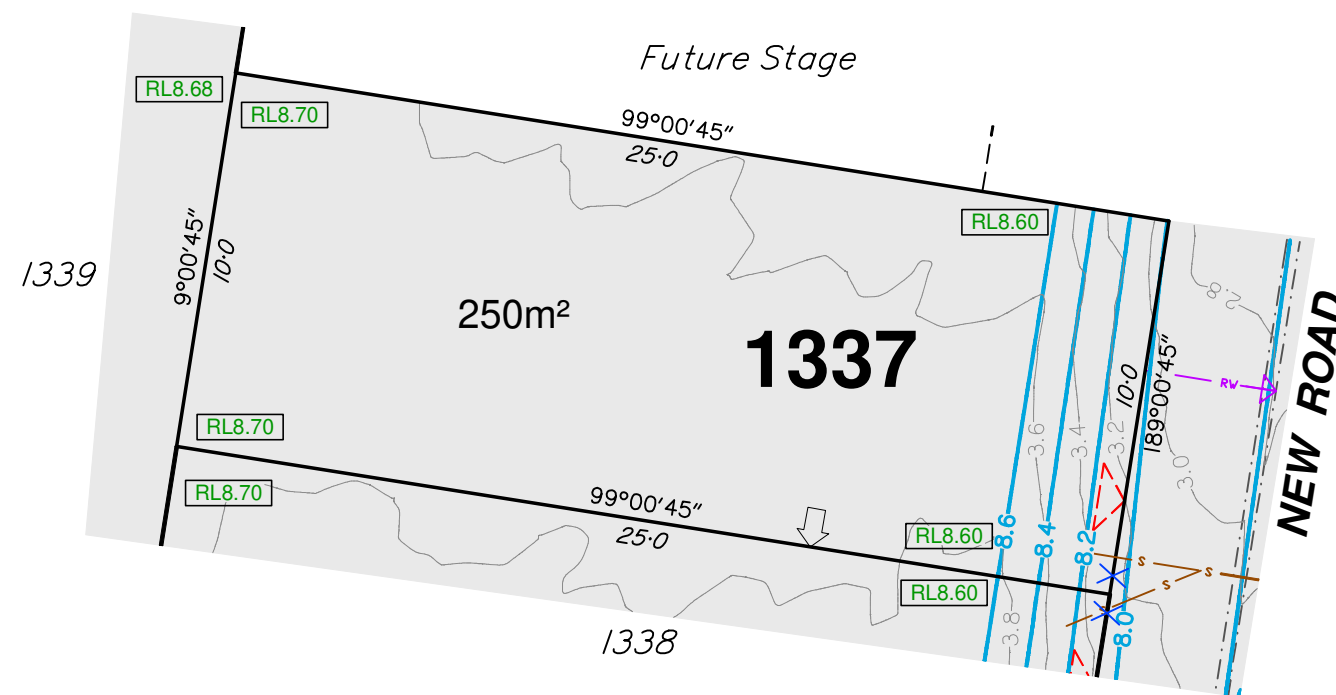 Future Stage
RL8.68
RL8.70
99°00'45"
25·0
RL8.60
1339
9°00'45"
10·0
250m²
1337
2.8
RW
NEW ROAD
10·0
189°00'45"
3.6
3.4
3.2
3.0
RL8.70
RL8.70
99°00'45"
25·0
RL8.60
8.6
8.4
8.2
8.0
S
S
S
RL8.60
3.8
1338